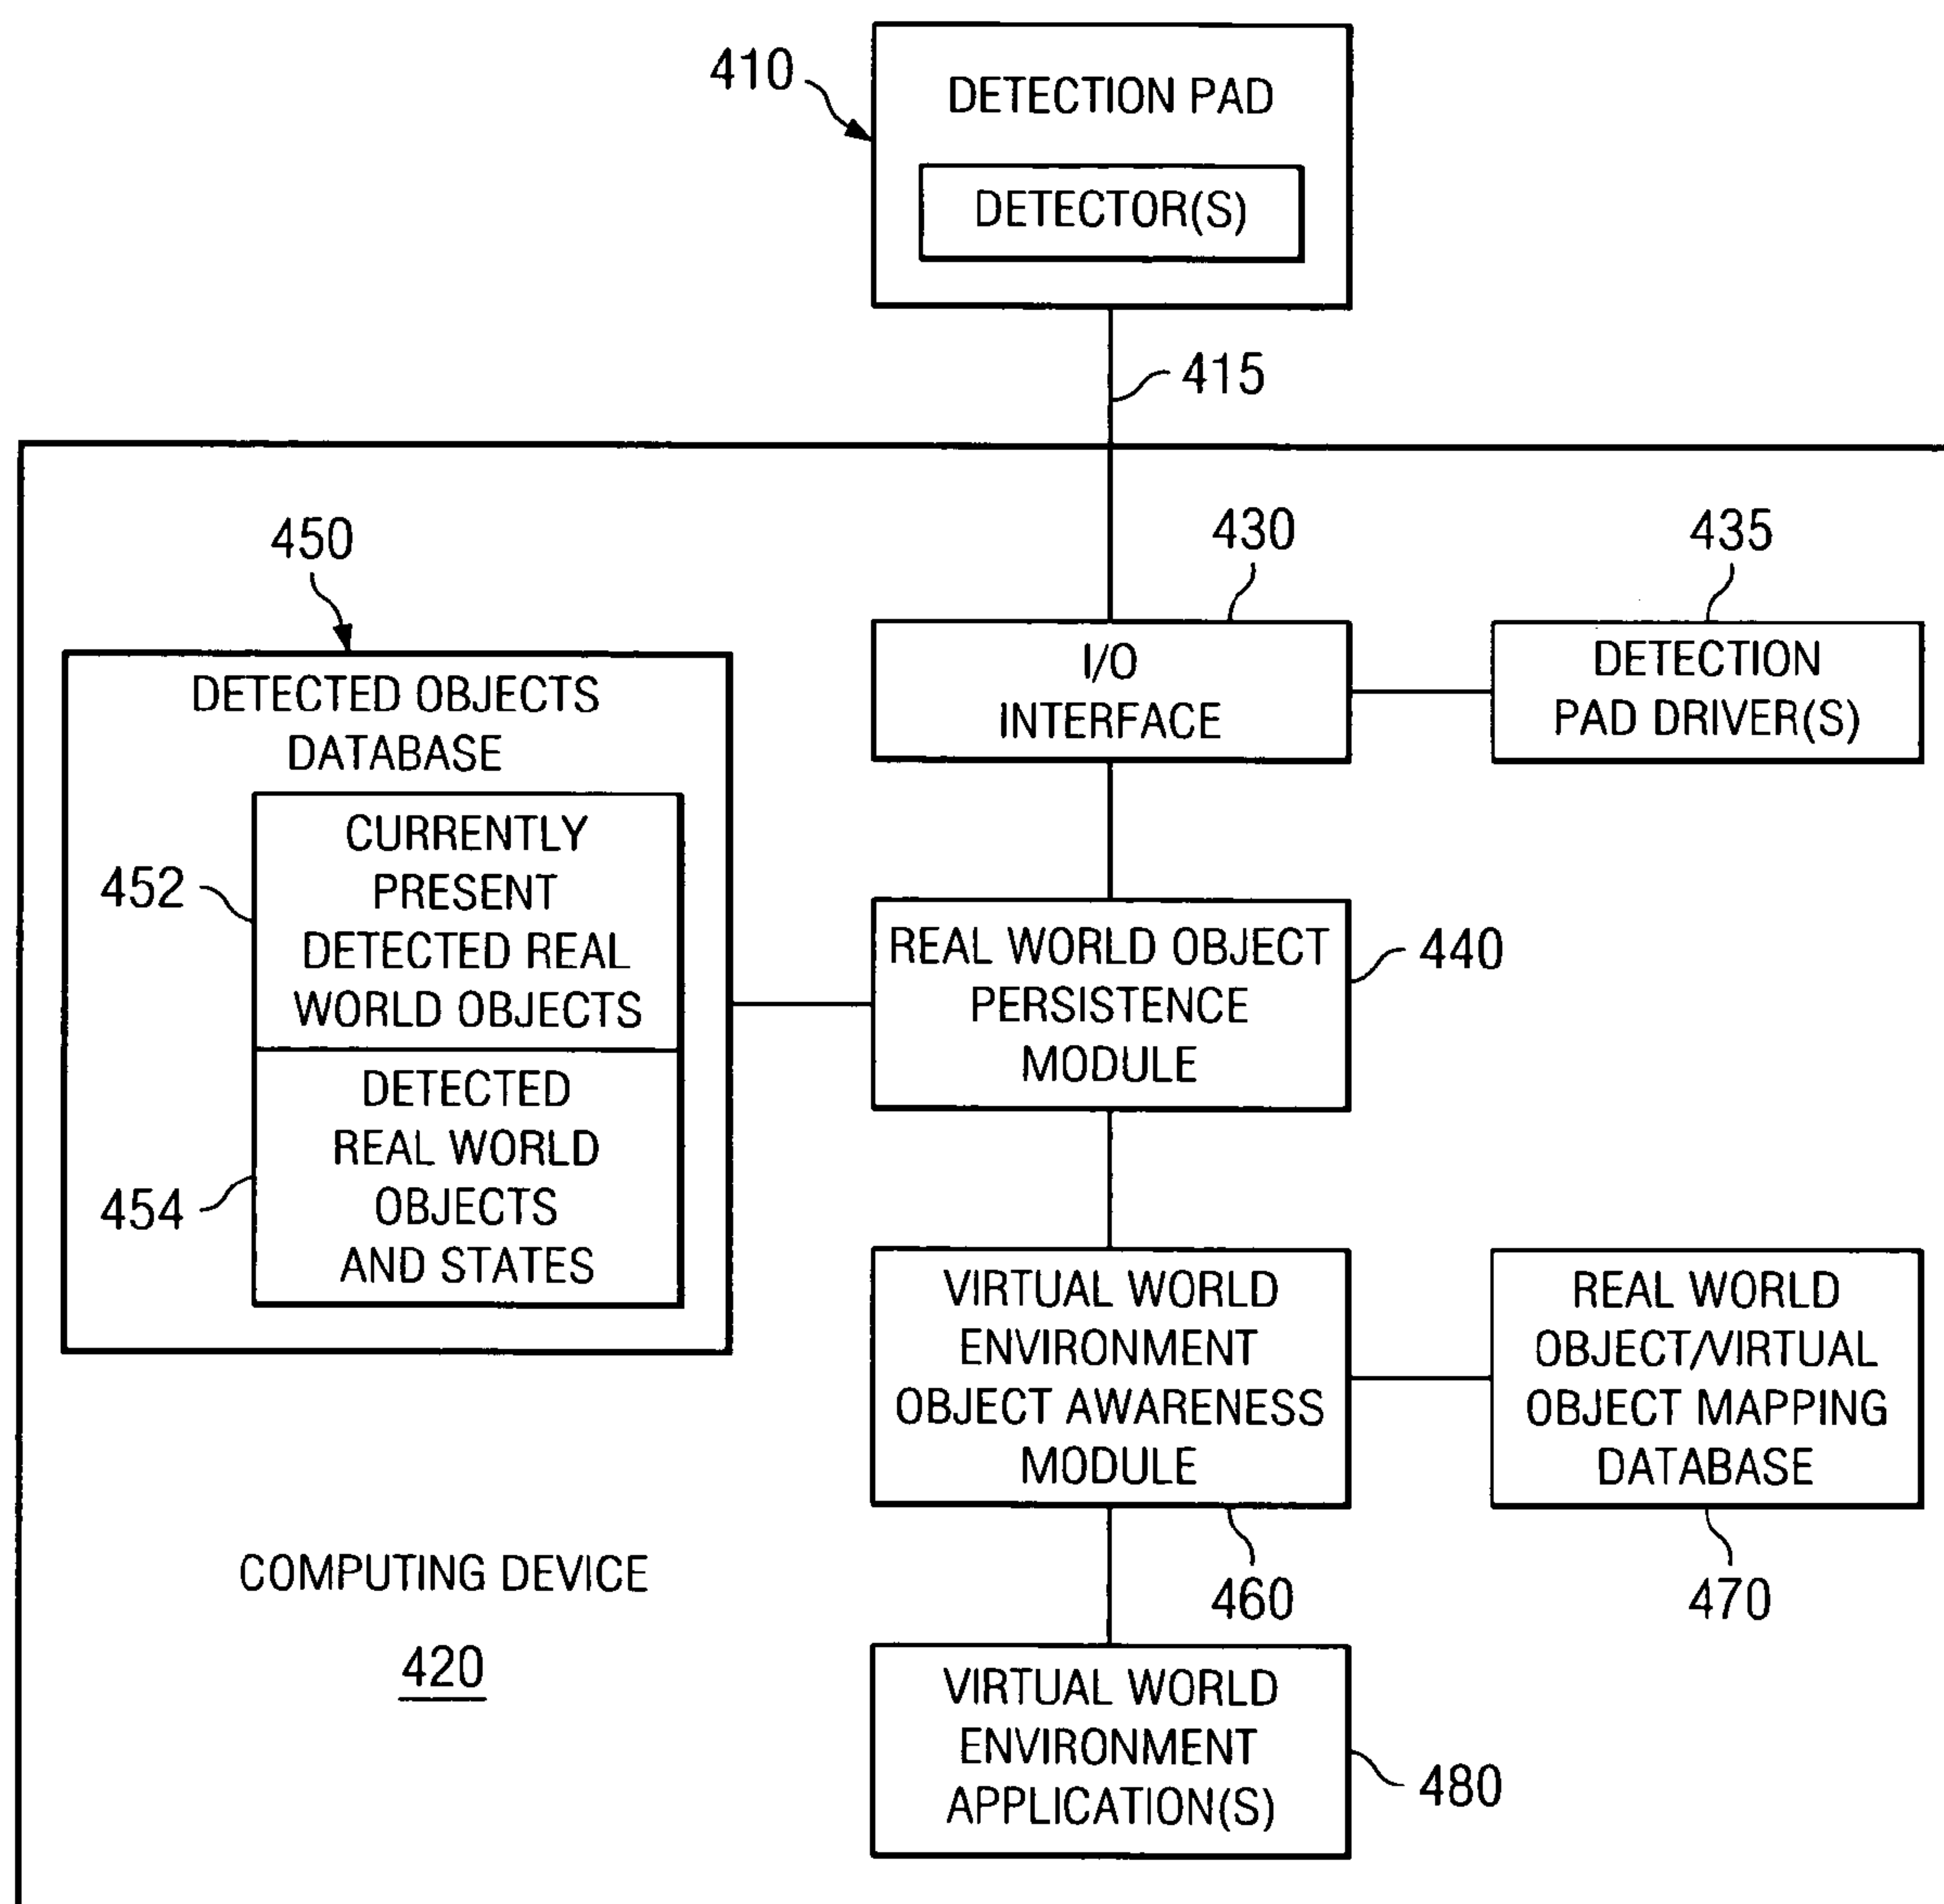 410
DETECTION PAD
DETECTOR(S)
415
450
430
435
DETECTED OBJECTS
DATABASE
I/O
INTERFACE
DETECTION
PAD DRIVER(S)
452
CURRENTLY
PRESENT
DETECTED REAL
WORLD OBJECTS
REAL WORLD OBJECT
PERSISTENCE
MODULE
440
454
DETECTED
REAL WORLD
OBJECTS
AND STATES
VIRTUAL WORLD
ENVIRONMENT
OBJECT AWARENESS
MODULE
REAL WORLD
OBJECT/VIRTUAL
OBJECT MAPPING
DATABASE
460
470
COMPUTING DEVICE
420
VIRTUAL WORLD
ENVIRONMENT
APPLICATION(S)
480